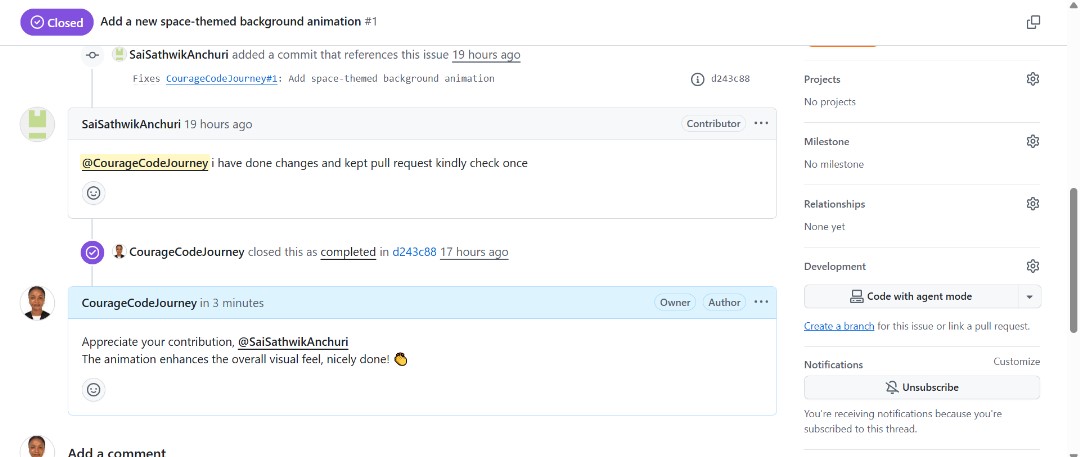 Closed
Add a new space-themed background animation #1
SaiSathwikAnchuri added a commit that references this issue 19 hours ago
Fixes CourageCodeJourney#1: Add space-themed background animation
d243c88
SaiSathwikAnchuri 19 hours ago
Contributor
@CourageCodeJourney i have done changes and kept pull request kindly check once
CourageCodeJourney closed this as completed in d243c88 17 hours ago
CourageCodeJourney in 3 minutes
Owner
Author
Appreciate your contribution, @SaiSathwikAnchuri
The animation enhances the overall visual feel, nicely done!
Add a comment
Projects
No projects
Milestone
No milestone
Relationships
None yet
Development
Code with agent mode
Create a branch for this issue or link a pull request.
Notifications
Customize
Unsubscribe
You're receiving notifications because you're
subscribed to this thread.